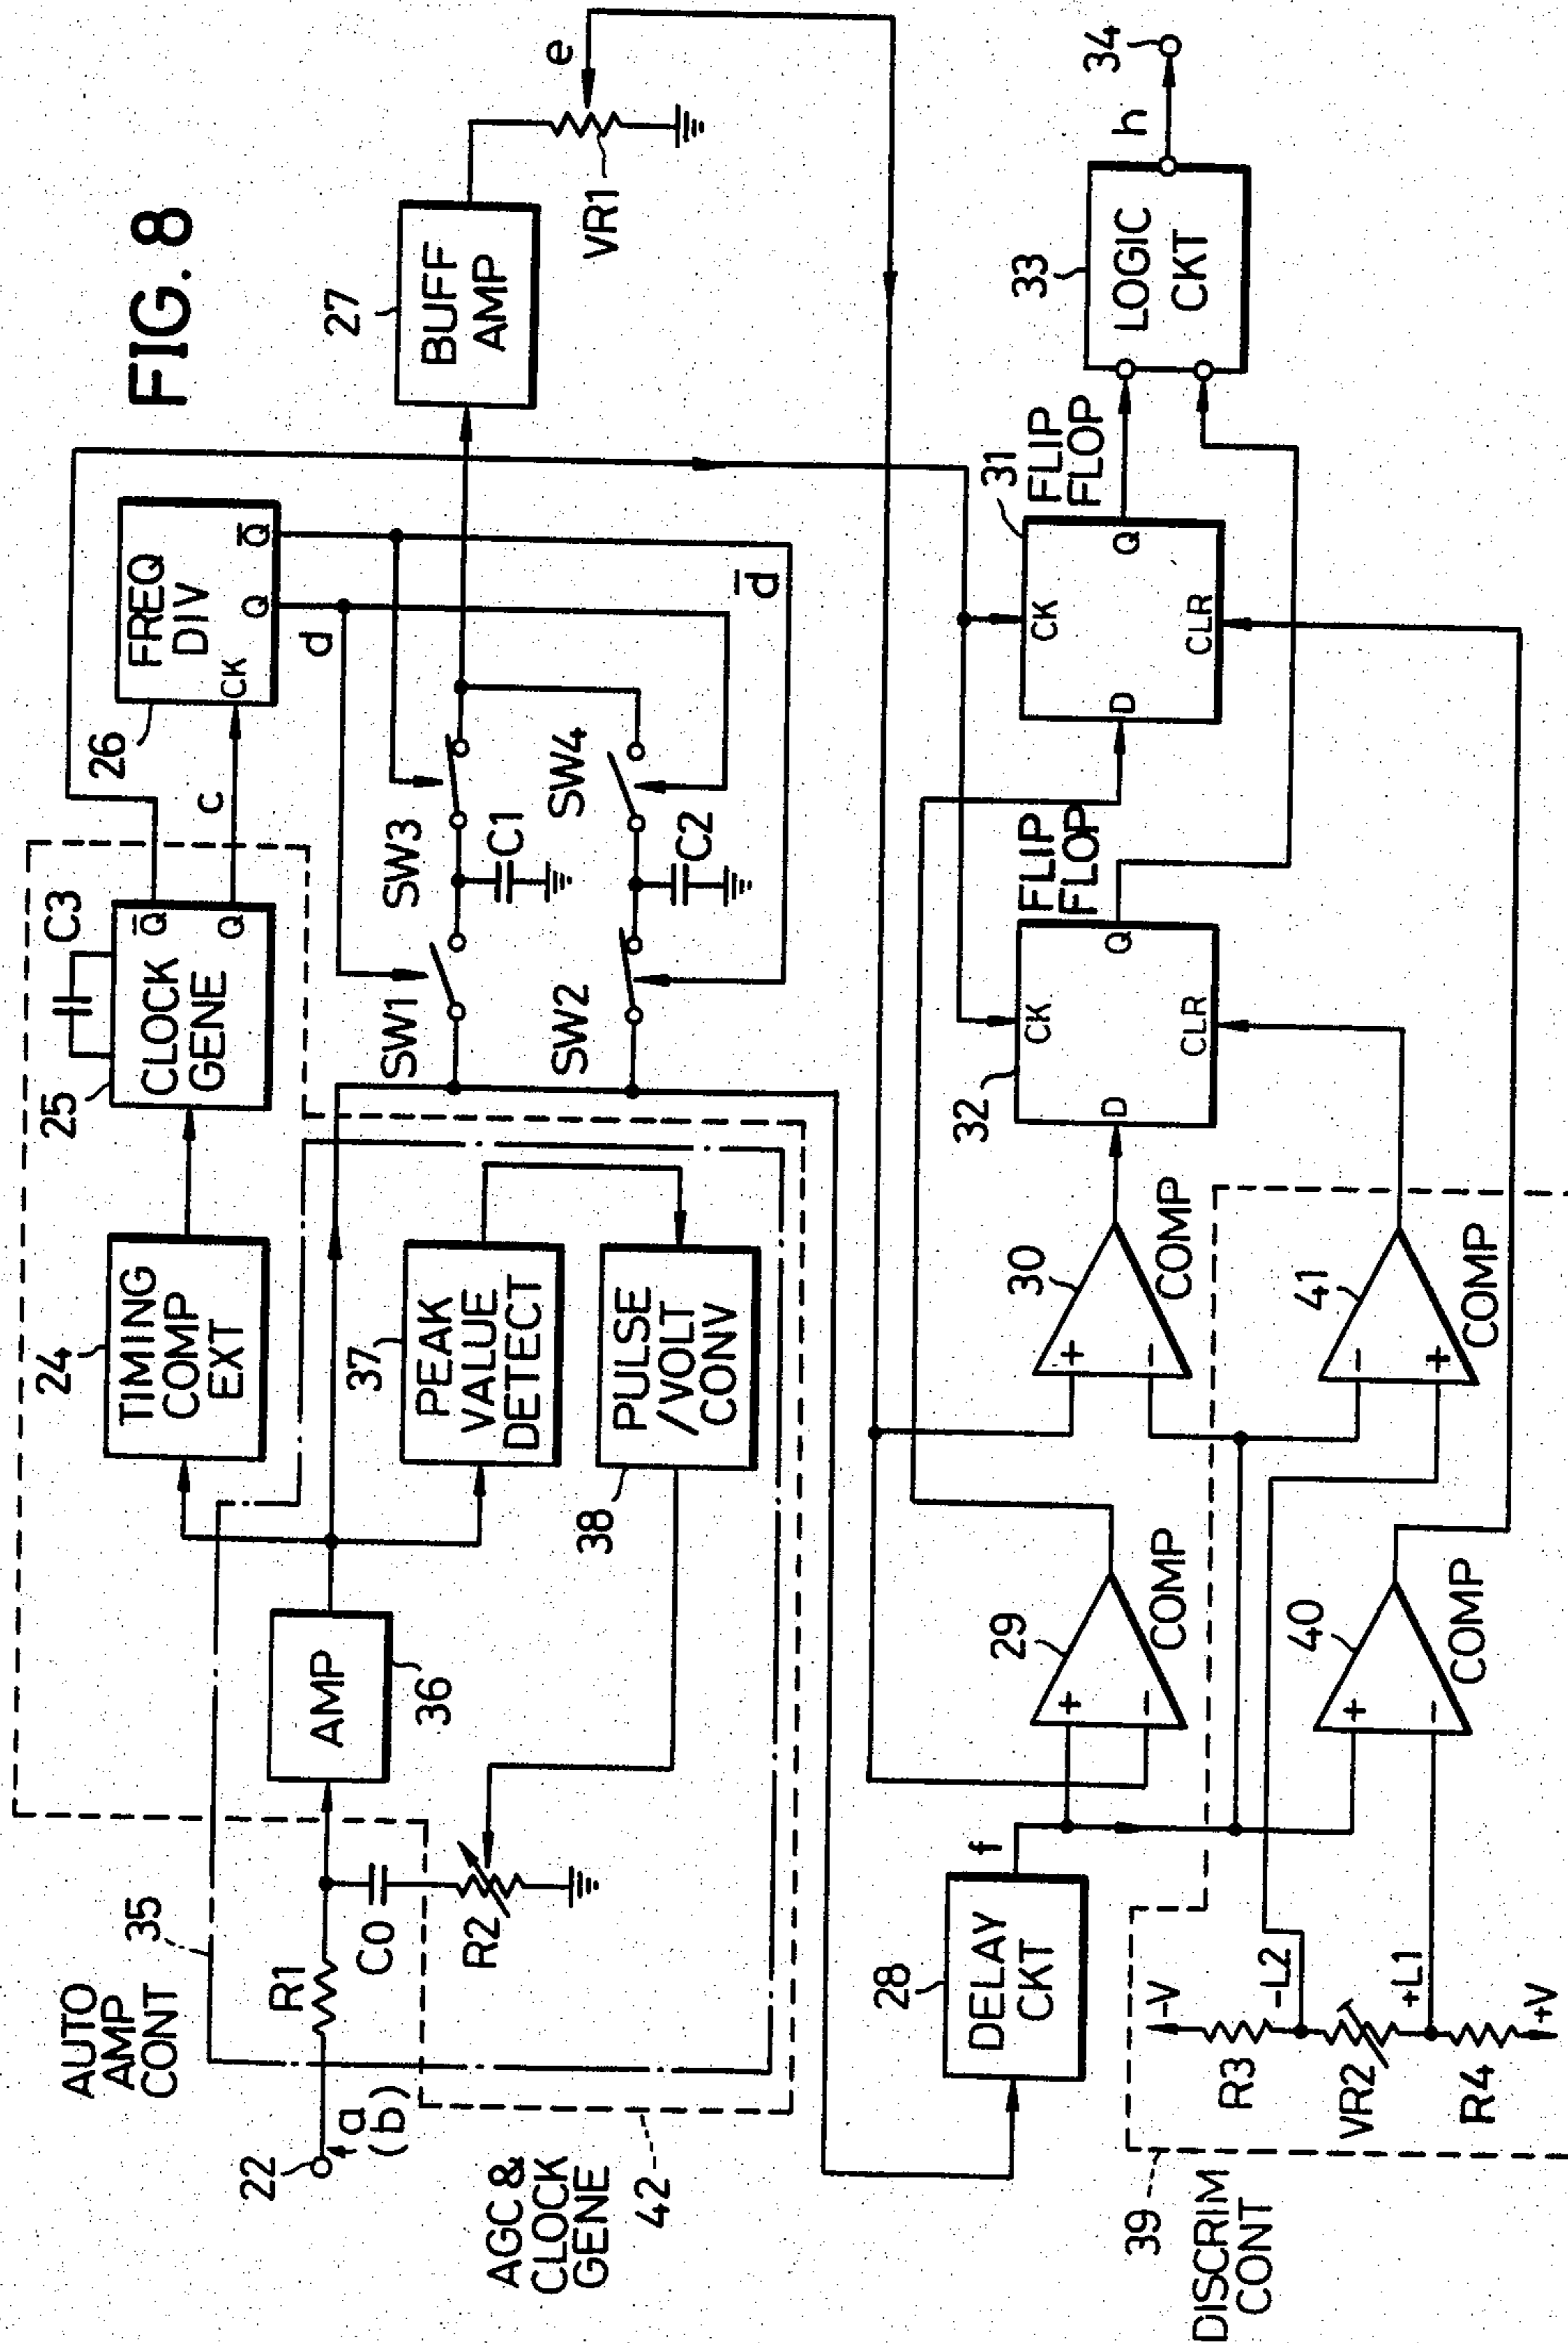 FIG. 8
AUTO
AMP
CONT
35
22
a
(b)
R1
C0
R2
AMP
36
24
TIMING
COMP
EXT
25
CLOCK
GENE
C3
Q̅
Q
c
26
FREQ
DIV
CK
Q
Q̅
d
d̅
37
PEAK
VALUE
DETECT
38
PULSE
/VOLT
CONV
SW1
SW3
C1
SW2
SW4
C2
27
BUFF
AMP
VR1
e
AGC &
CLOCK
GENE
42
28
DELAY
CKT
f
29
+
-
COMP
30
+
-
COMP
32
FLIP
FLOP
D
CK
Q
CLR
31
FLIP
FLOP
D
CK
Q
CLR
33
LOGIC
CKT
h
34
39
DISCRIM
CONT
-V
R3
-L2
VR2
+L1
R4
+V
40
+
-
COMP
41
-
+
COMP